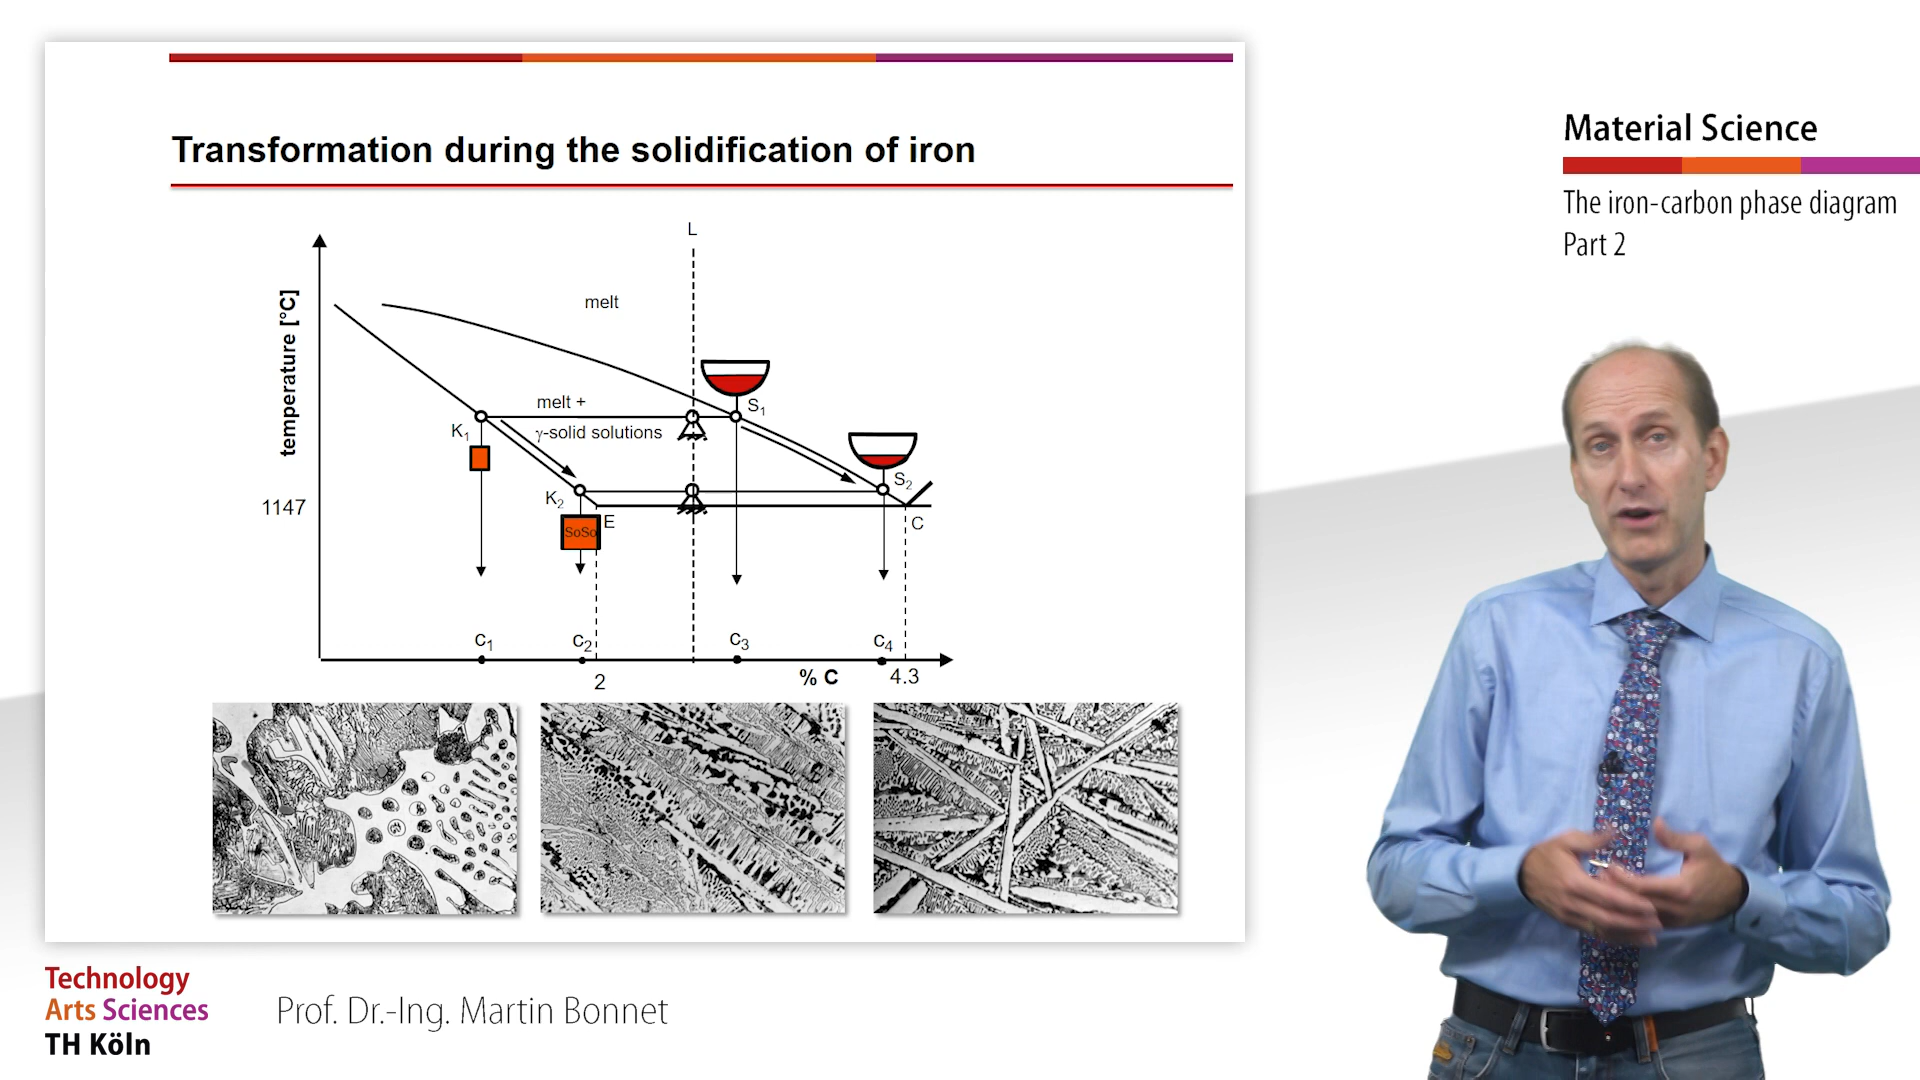 Transformation during the solidification of iron
L
melt
temperature [°C]
melt +
γ-solid solutions
S1
K1
S2
K2
1147
E
SoSo
C
c1
c2
c3
c4
2
% C
4.3
Material Science
The iron-carbon phase diagram
Part 2
Technology
Arts Sciences
TH Köln
Prof. Dr.-Ing. Martin Bonnet